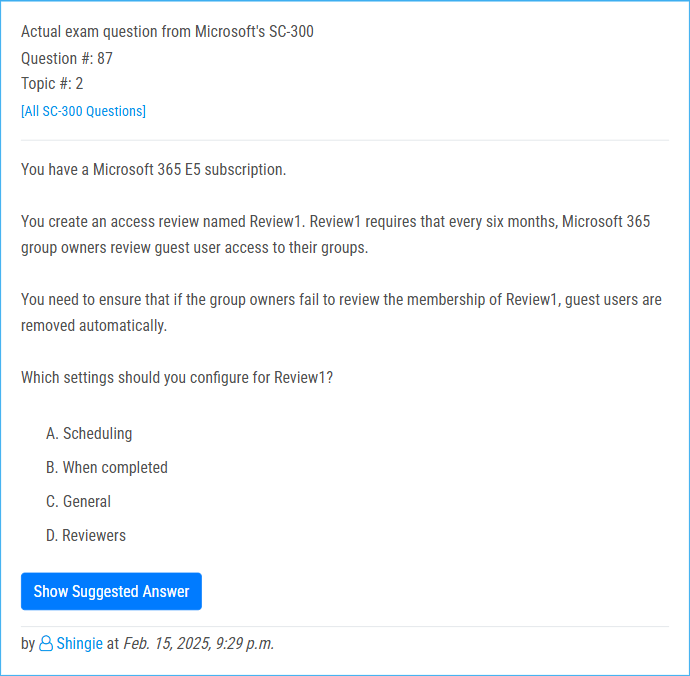 Actual exam question from Microsoft's SC-300
Question #: 87
Topic #: 2
[All SC-300 Questions]
You have a Microsoft 365 E5 subscription.
You create an access review named Review1. Review1 requires that every six months, Microsoft 365
group owners review guest user access to their groups.
You need to ensure that if the group owners fail to review the membership of Review1, guest users are
removed automatically.
Which settings should you configure for Review1?
A. Scheduling
B. When completed
C. General
D. Reviewers
Show Suggested Answer
by Shingie at Feb. 15, 2025, 9:29 p.m.